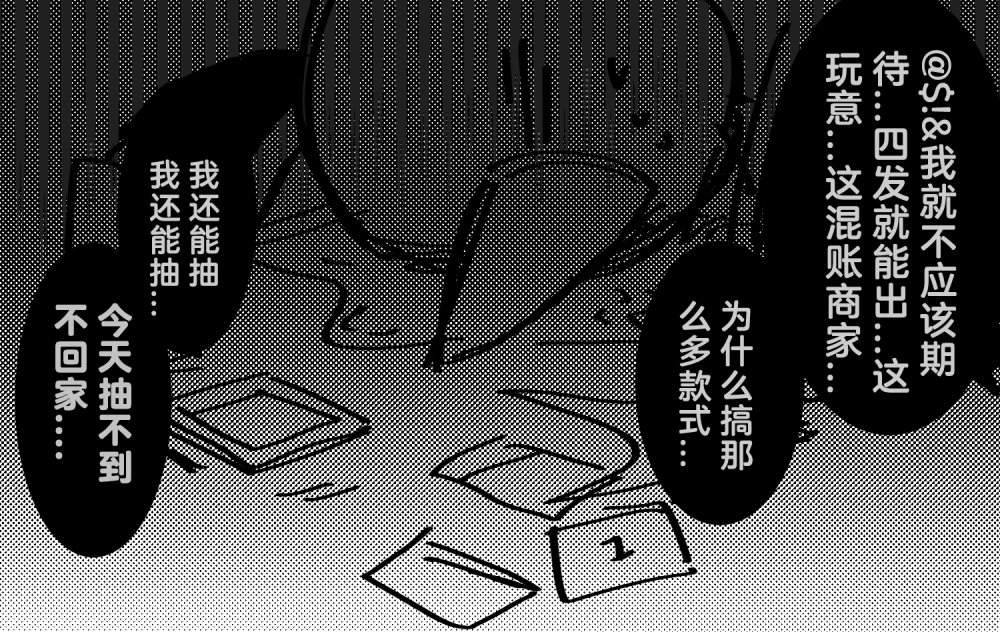 @$!&我就不应该期
待...四发就能出....这
玩意....这混账商家....
为什么搞那
么多款式...
我还能抽
我还能抽...
今天抽不到
不回家....
1